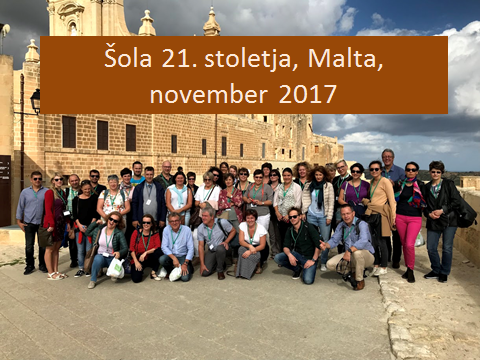 Šola 21. stoletja, Malta,
november 2017